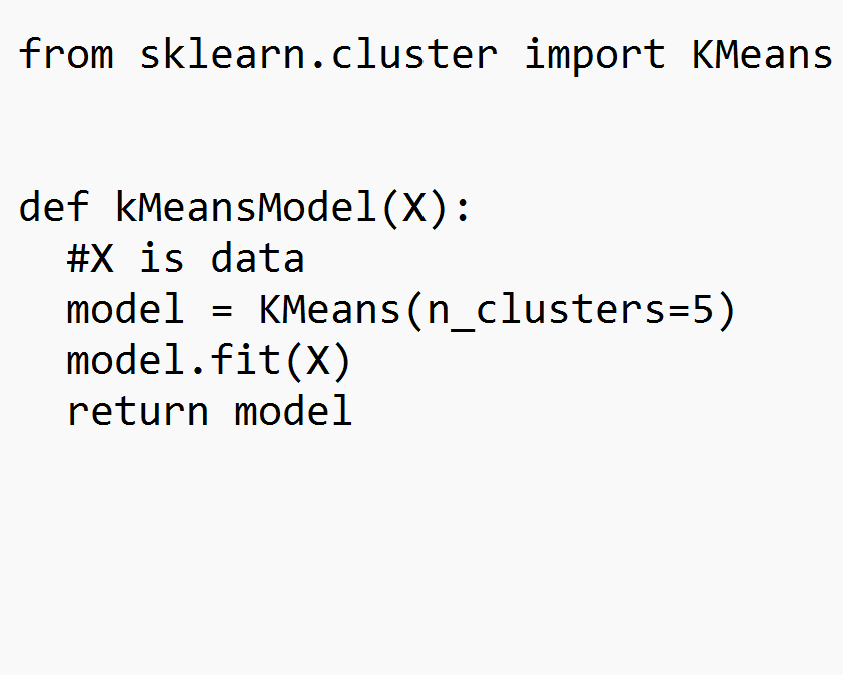 from sklearn.cluster import KMeans
def kMeansModel(X):
  #X is data
  model = KMeans(n_clusters=5)
  model.fit(X)
  return model